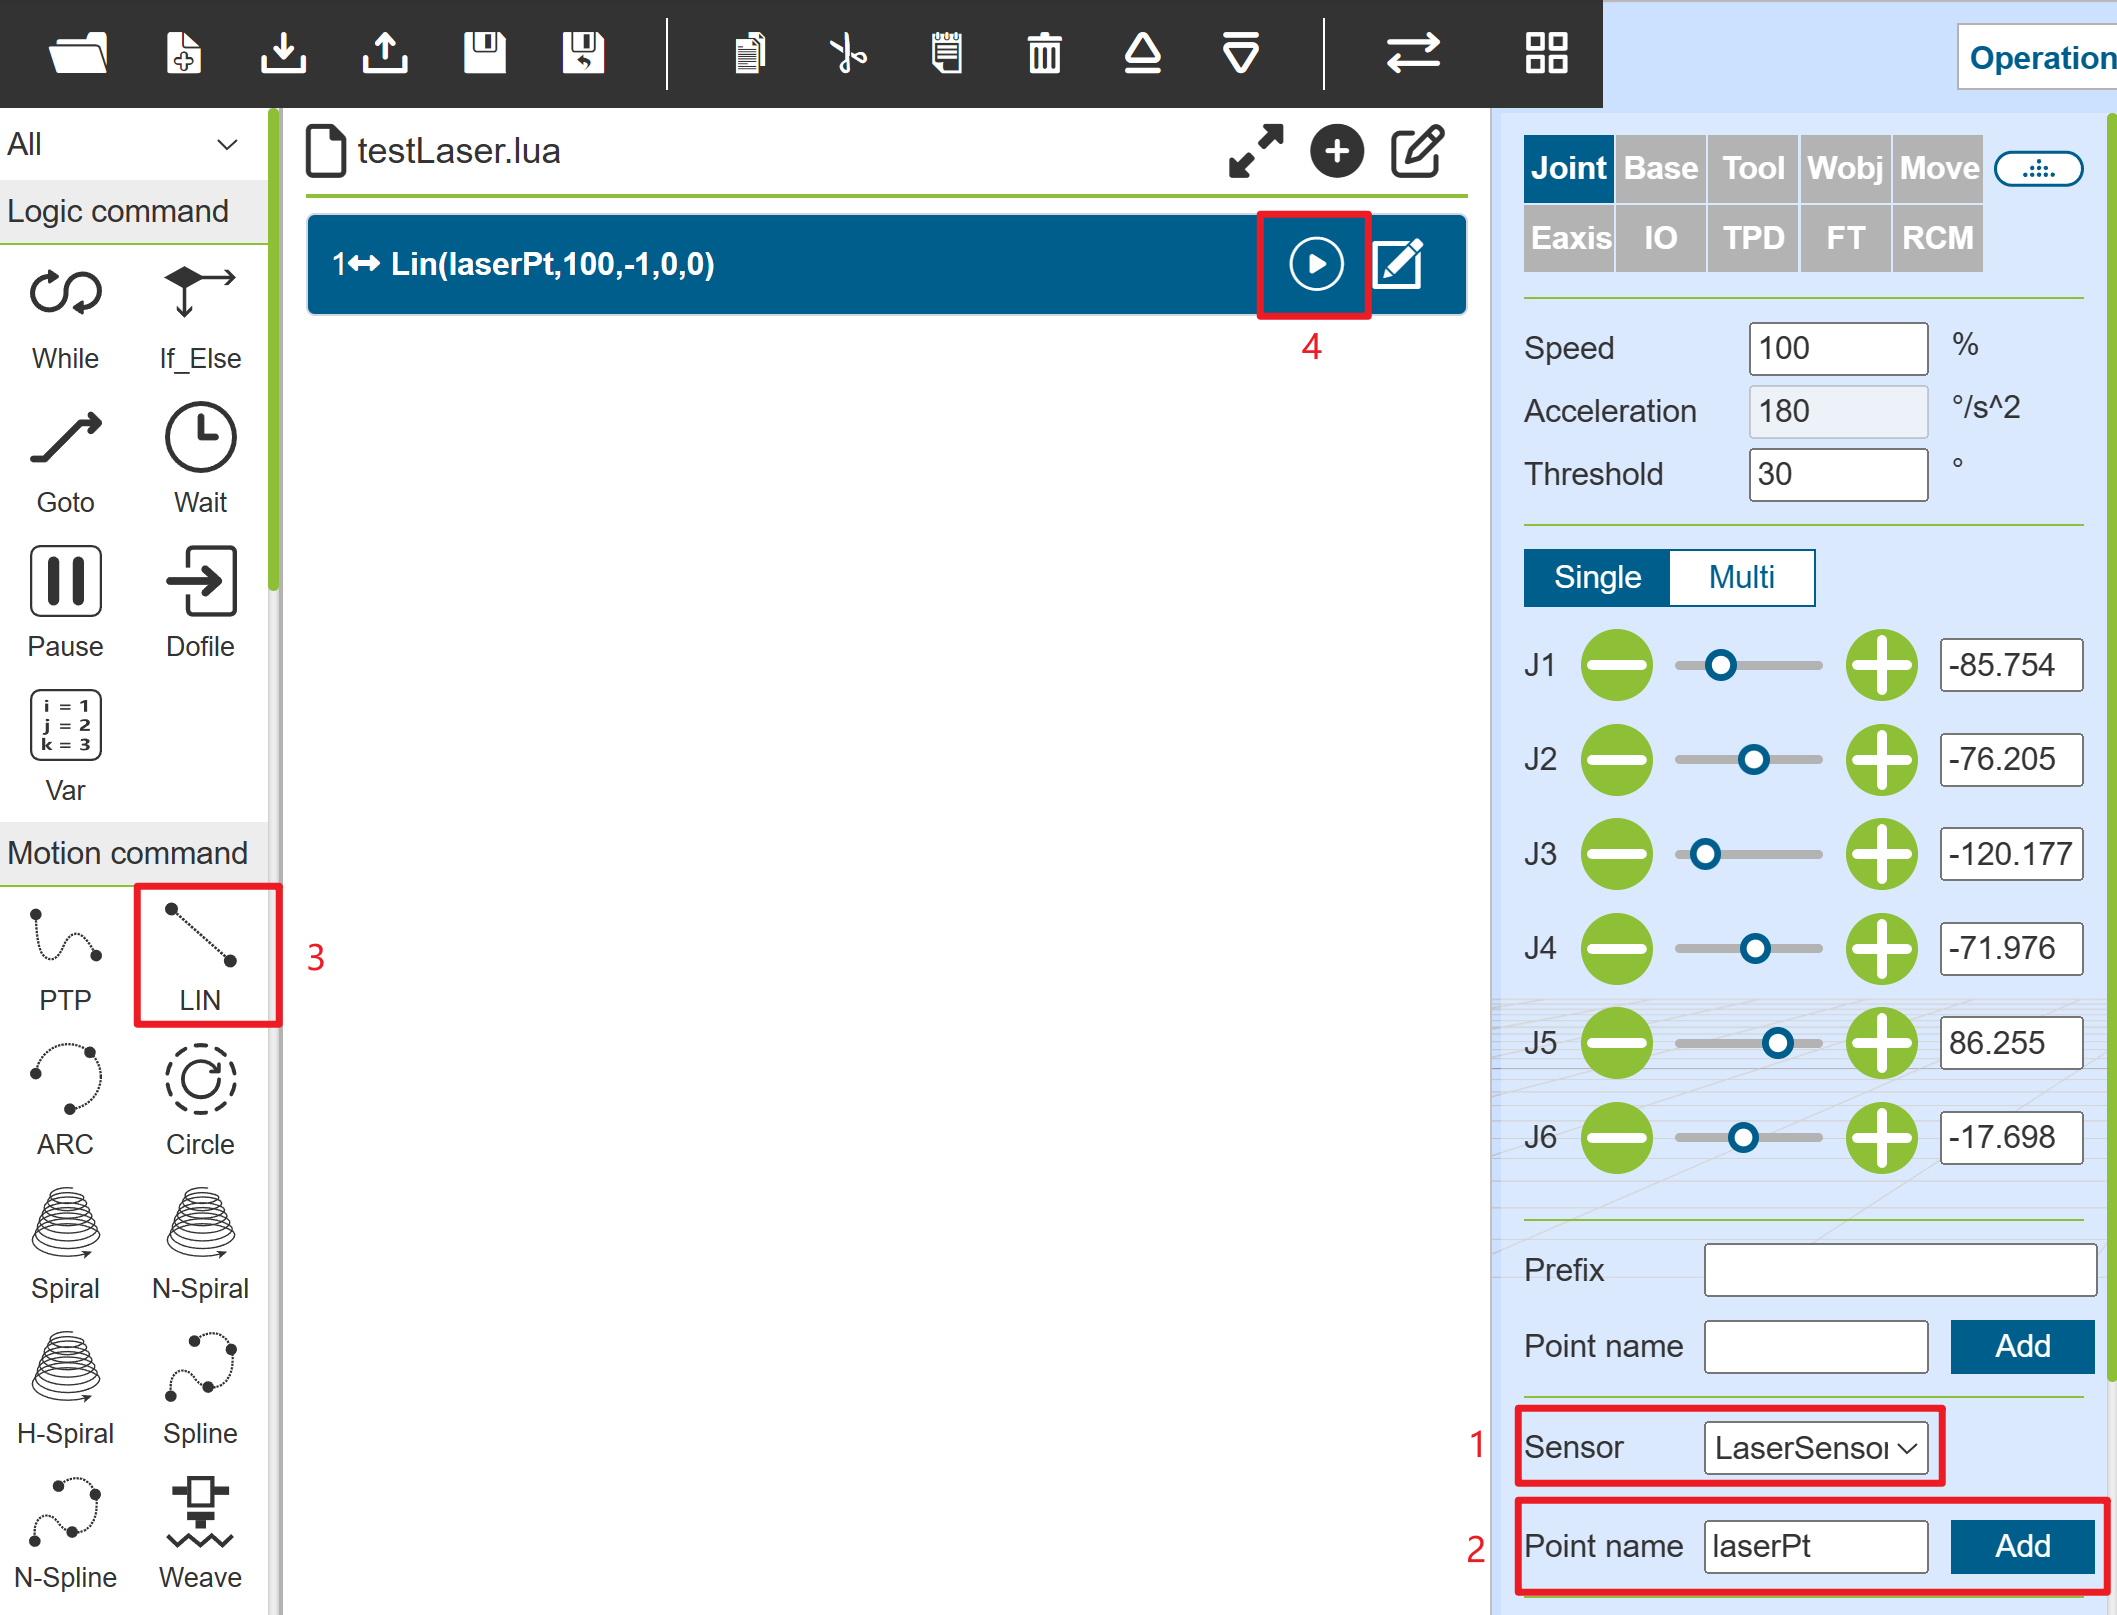 Operation
All
Logic command
While
If_Else
Goto
Wait
Pause
Dofile
i = 1
j = 2
k = 3
Var
Motion command
PTP
LIN
3
ARC
Circle
Spiral
N-Spiral
H-Spiral
Spline
N-Spline
Weave
testLaser.lua
1 Lin(laserPt,100,-1,0,0)
4
Joint Base Tool Wobj Move
Eaxis IO TPD FT RCM
Speed 100 %
Acceleration 180 °/s^2
Threshold 30 °
Single Multi
J1 -85.754
J2 -76.205
J3 -120.177
J4 -71.976
J5 86.255
J6 -17.698
Prefix
Point name Add
1 Sensor LaserSensor
2 Point name laserPt Add